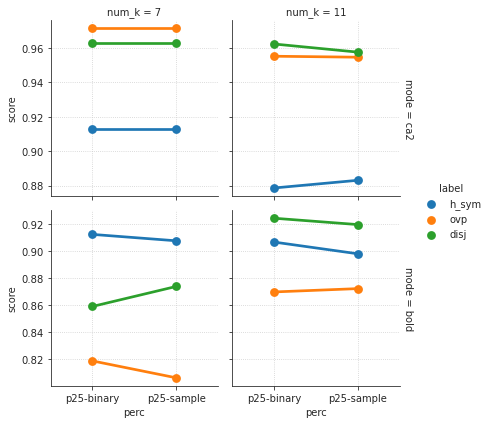 num_k = 7
num_k = 11
score
0.96
0.94
0.92
0.90
0.88
mode = ca2
score
0.92
0.90
0.88
0.86
0.84
0.82
mode = bold
p25-binary
p25-sample
p25-binary
p25-sample
perc
perc
label
h_sym
ovp
disj